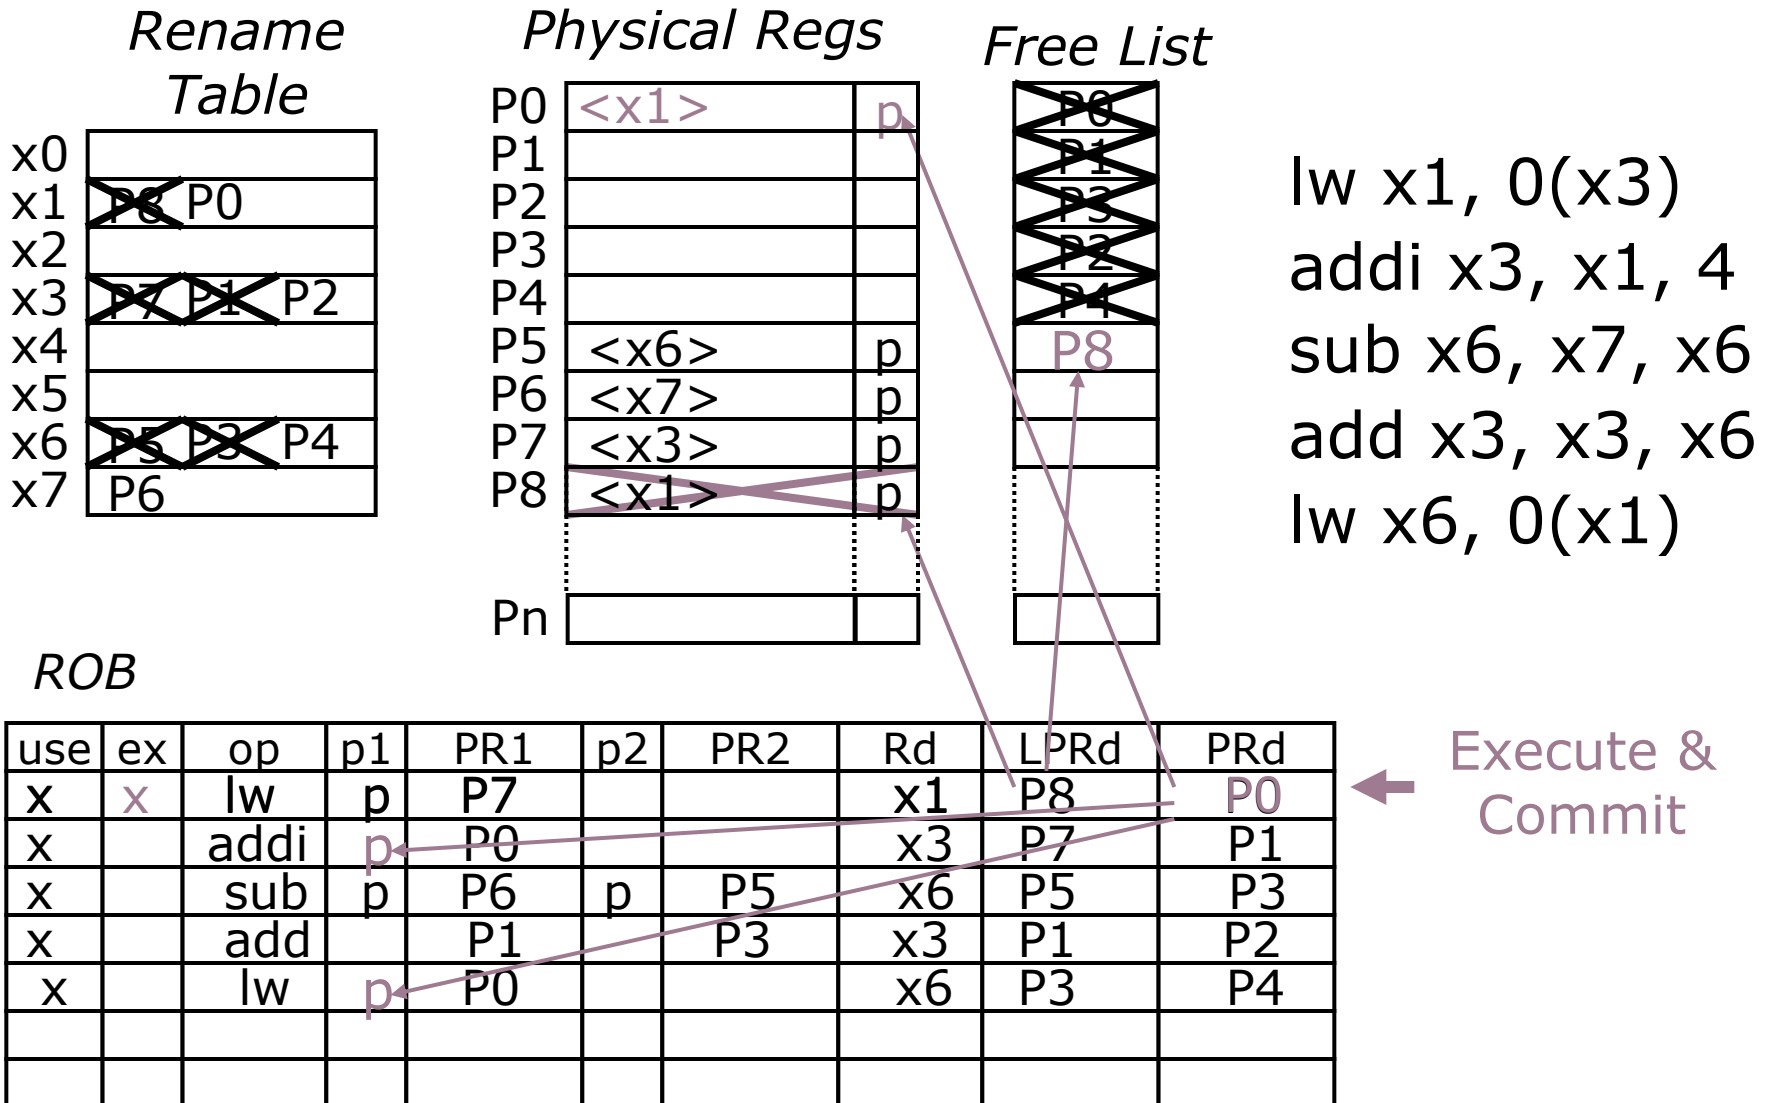 Rename Table
x0
x1 P8 P0
x2
x3 P7 P1 P2
x4
x5
x6 P5 P3 P4
x7 P6
Physical Regs
P0 <x1> p
P1
P2
P3
P4
P5 <x6> p
P6 <x7> p
P7 <x3> p
P8 <x1> p
Pn
Free List
P0
P1
P3
P2
P4
P8
lw x1, 0(x3)
addi x3, x1, 4
sub x6, x7, x6
add x3, x3, x6
lw x6, 0(x1)
ROB
use ex op p1 PR1 p2 PR2 Rd LPRd PRd
x x lw p P7 x1 P8 P0
x addi p P0 x3 P7 P1
x sub p P6 p P5 x6 P5 P3
x add P1 P3 x3 P1 P2
x lw p P0 x6 P3 P4
Execute &
Commit